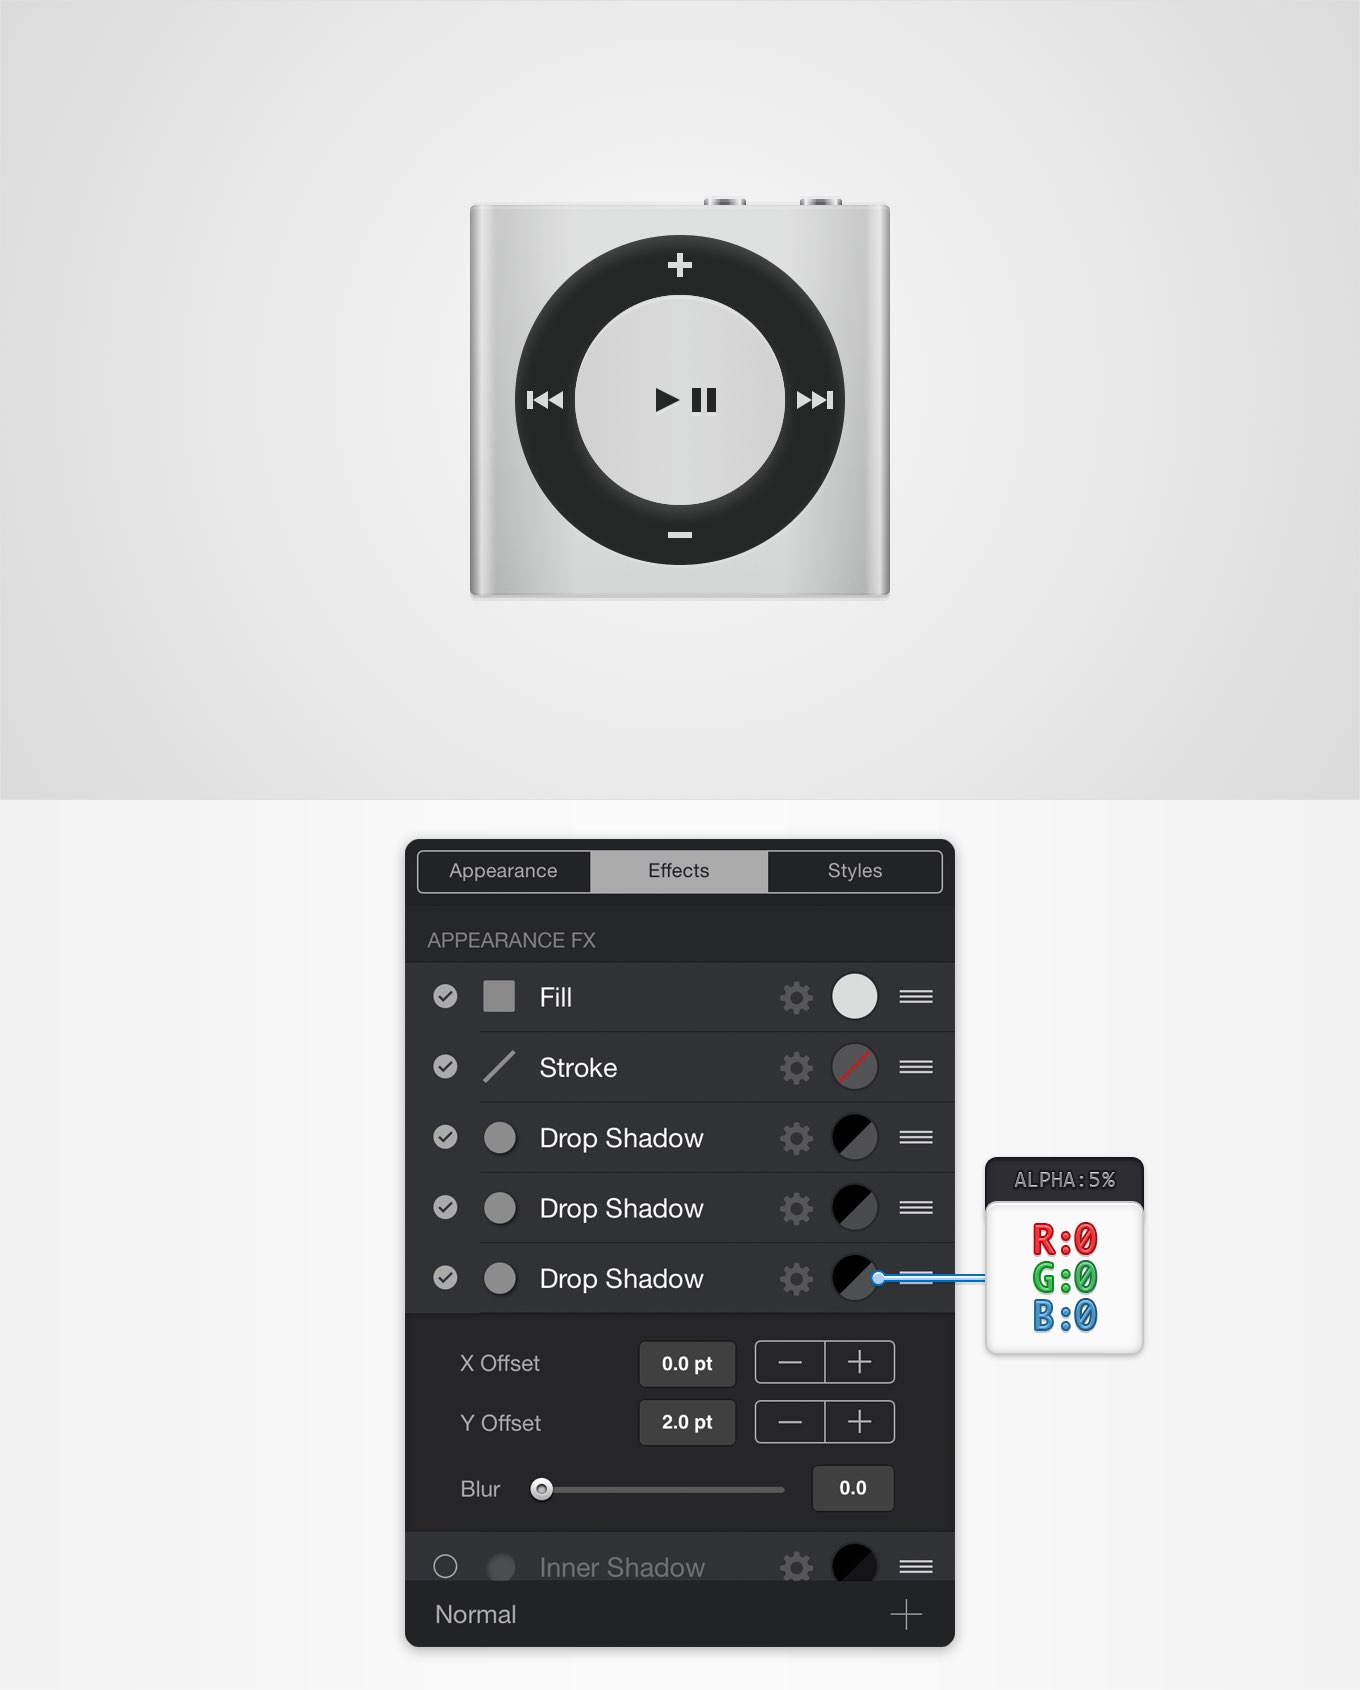 Appearance Effects Styles
APPEARANCE FX
Fill
Stroke
Drop Shadow
Drop Shadow
ALPHA:5%
Drop Shadow
R:0
G:0
B:0
X Offset 0.0 pt
Y Offset 2.0 pt
Blur 0.0
Inner Shadow
Normal